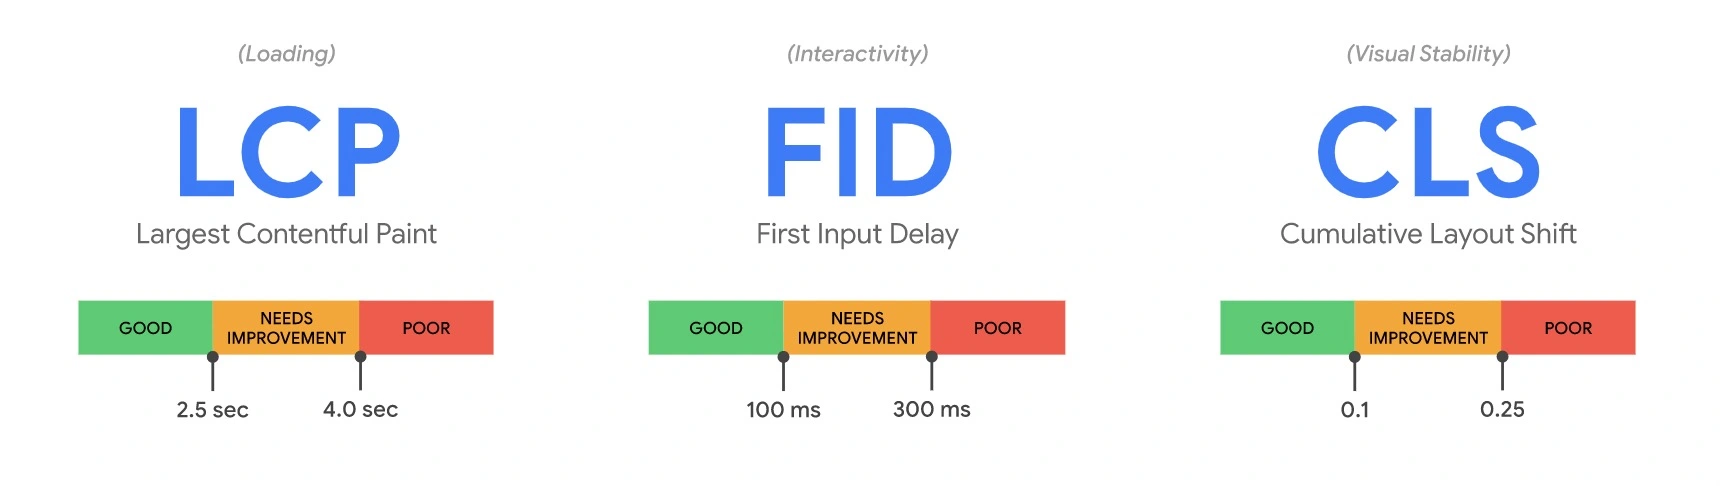 (Loading)
LCP
Largest Contentful Paint
GOOD
NEEDS
IMPROVEMENT
POOR
2.5 sec
4.0 sec
(Interactivity)
FID
First Input Delay
GOOD
NEEDS
IMPROVEMENT
POOR
100 ms
300 ms
(Visual Stability)
CLS
Cumulative Layout Shift
GOOD
NEEDS
IMPROVEMENT
POOR
0.1
0.25